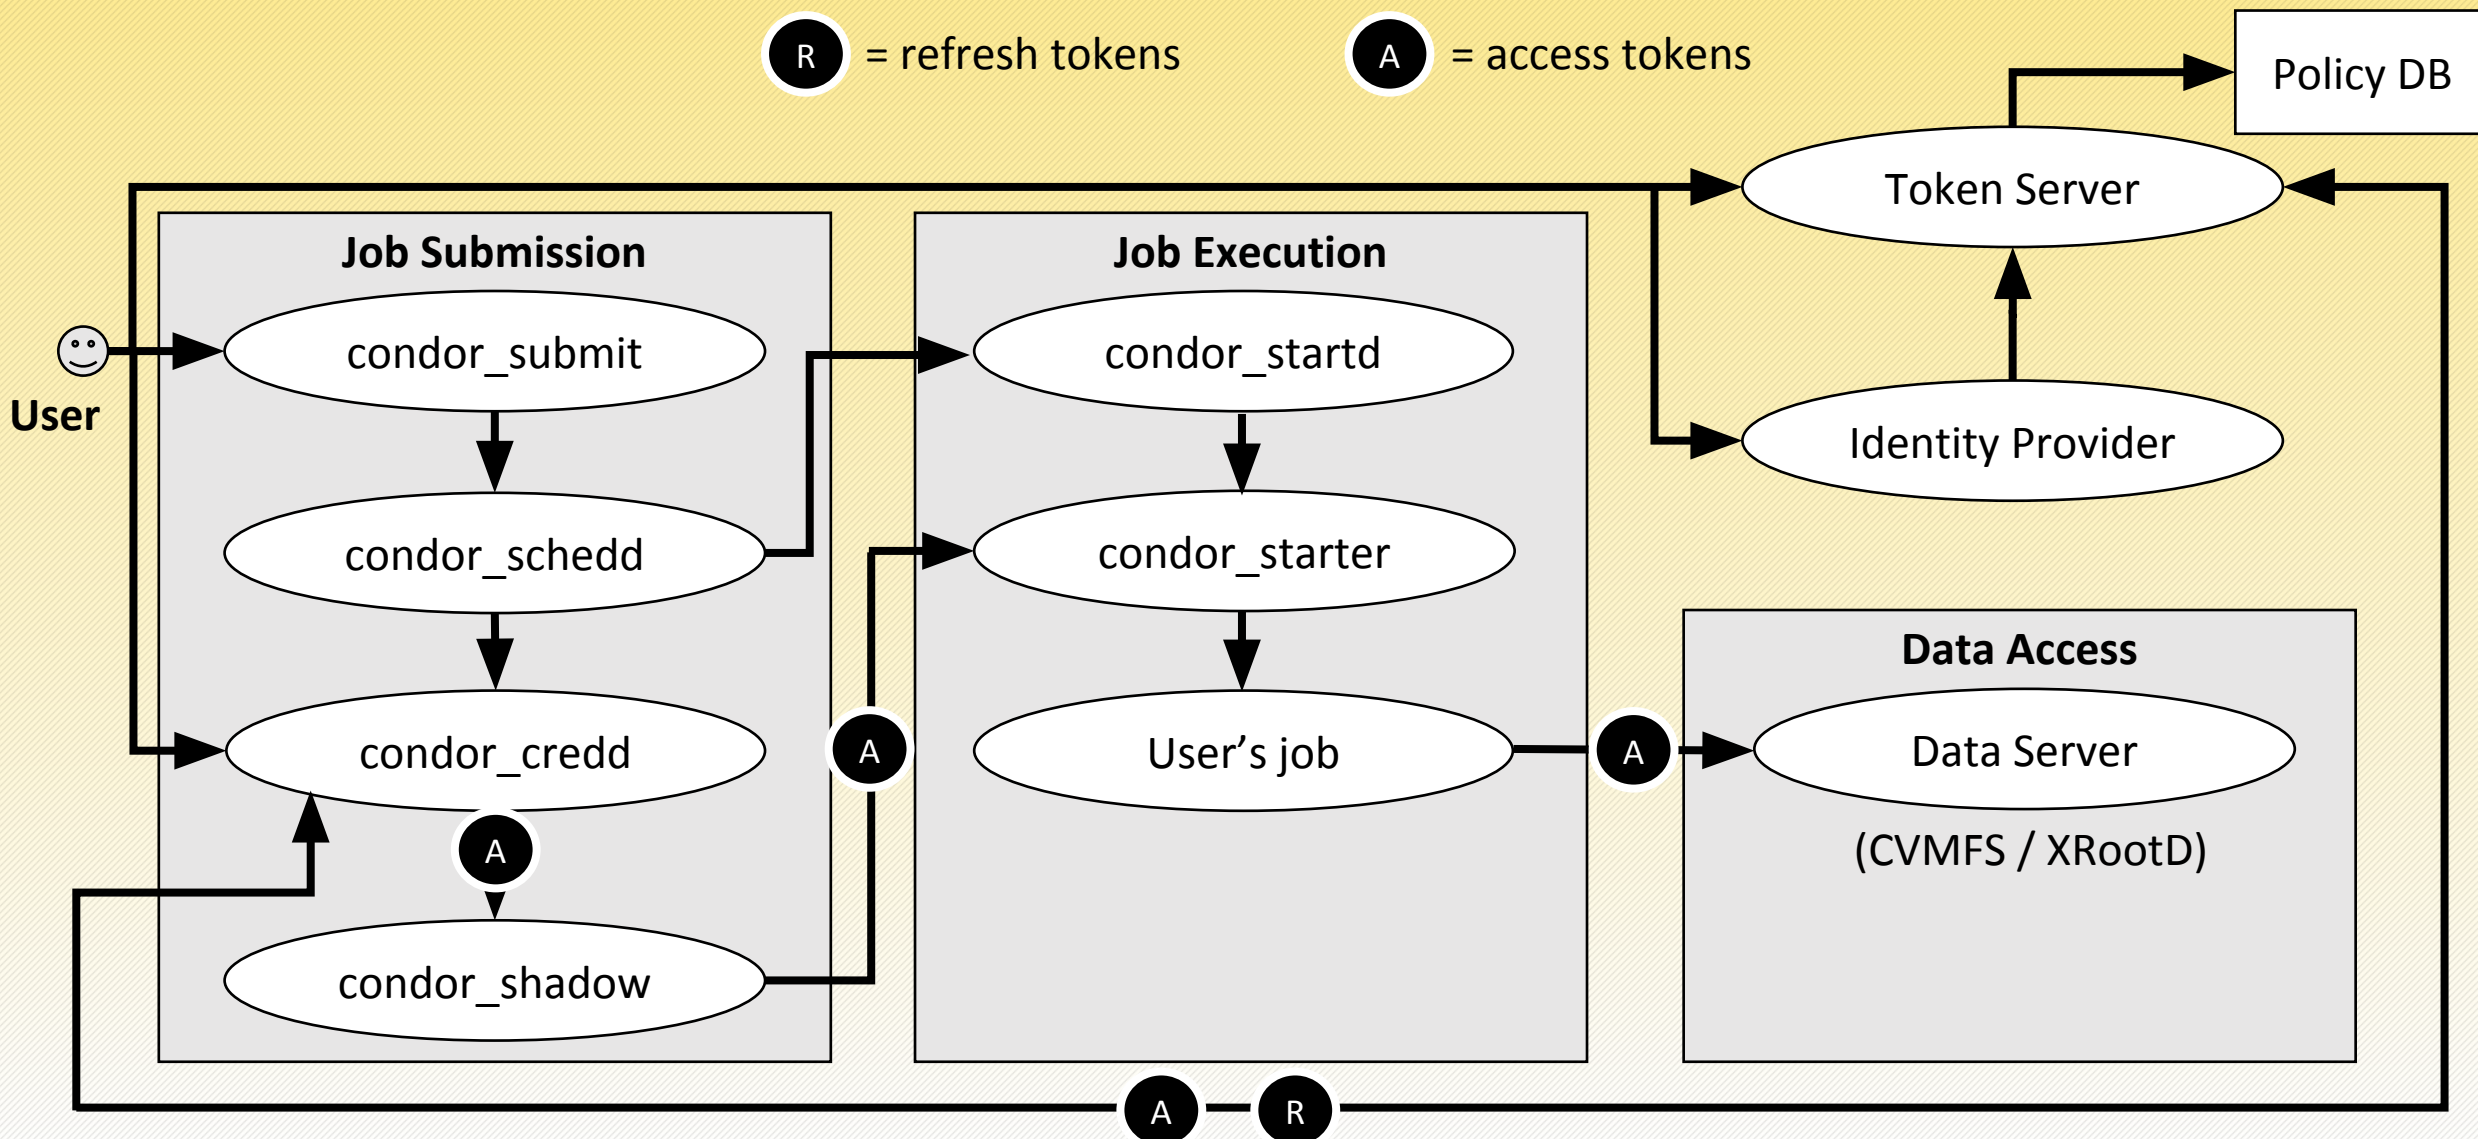 R = refresh tokens
A = access tokens
Policy DB
Token Server
Job Submission
Job Execution
User
condor_submit
condor_startd
Identity Provider
condor_schedd
condor_starter
Data Access
condor_credd
A
User’s job
A
Data Server
A
(CVMFS / XRootD)
condor_shadow
A
R